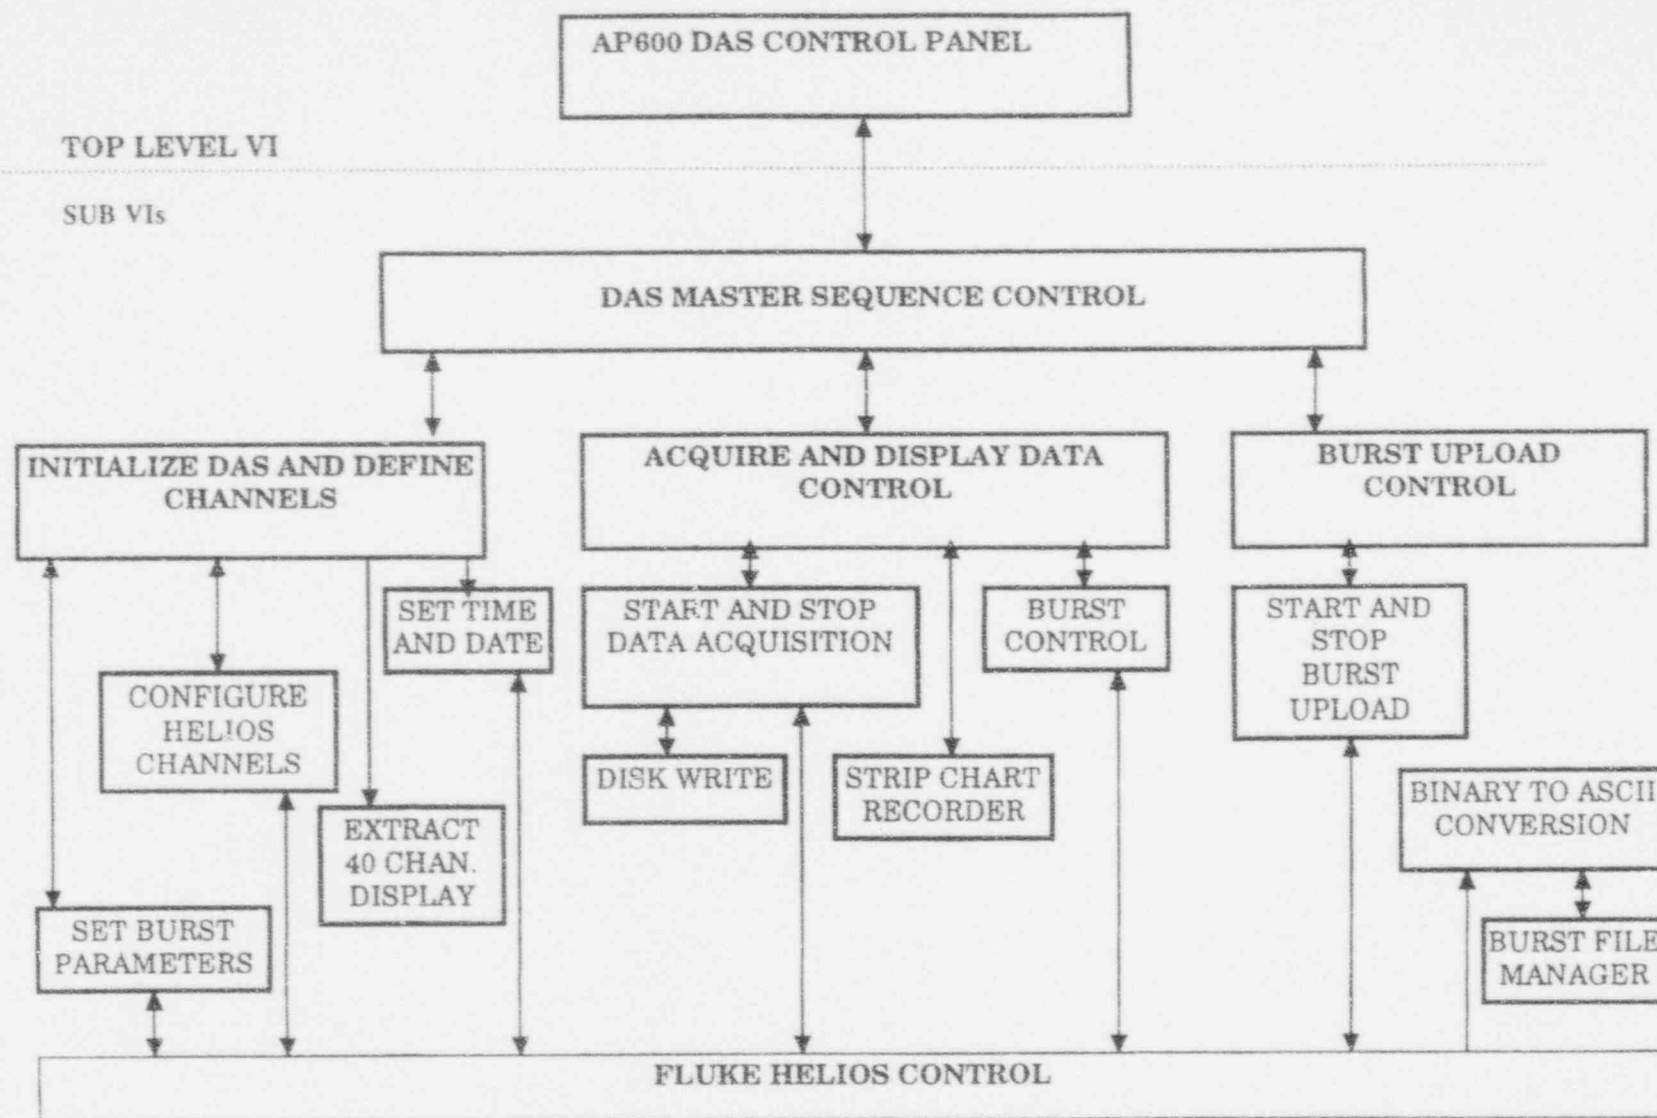 AP600 DAS CONTROL PANEL
TOP LEVEL VI
SUB VIs
DAS MASTER SEQUENCE CONTROL
INITIALIZE DAS AND DEFINE
CHANNELS
ACQUIRE AND DISPLAY DATA
CONTROL
BURST UPLOAD
CONTROL
SET TIME
AND DATE
START AND STOP
DATA ACQUISITION
BURST
CONTROL
START AND
STOP
BURST
UPLOAD
CONFIGURE
HELIOS
CHANNELS
DISK WRITE
STRIP CHART
RECORDER
BINARY TO ASCII
CONVERSION
EXTRACT
40 CHAN.
DISPLAY
SET BURST
PARAMETERS
BURST FILE
MANAGER
FLUKE HELIOS CONTROL